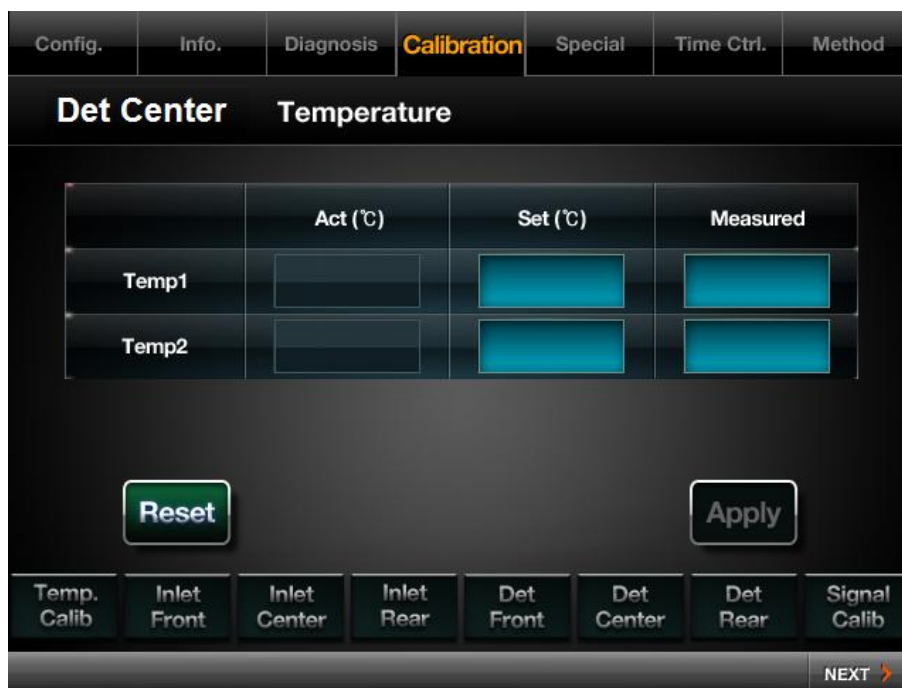 Config. Info. Diagnosis Calibration Special Time Ctrl. Method
Det Center Temperature
Act (℃) Set (℃) Measured
Temp1
Temp2
Reset Apply
Temp. Calib
Inlet Front
Inlet Center
Inlet Rear
Det Front
Det Center
Det Rear
Signal Calib
NEXT